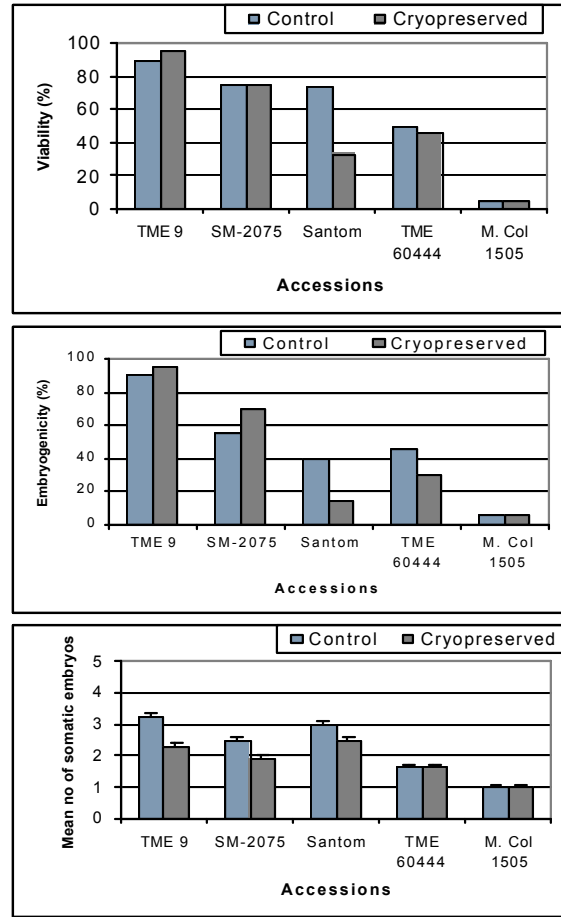 Control Cryopreserved
Viability (%)
100
80
60
40
20
0
TME 9 SM-2075 Santom TME 60444 M. Col 1505
Accessions
Control Cryopreserved
Embryogenicity (%)
100
80
60
40
20
0
TME 9 SM-2075 Santom TME 60444 M. Col 1505
Accessions
Control Cryopreserved
Mean no of somatic embryos
5
4
3
2
1
0
TME 9 SM-2075 Santom TME 60444 M. Col 1505
Accessions